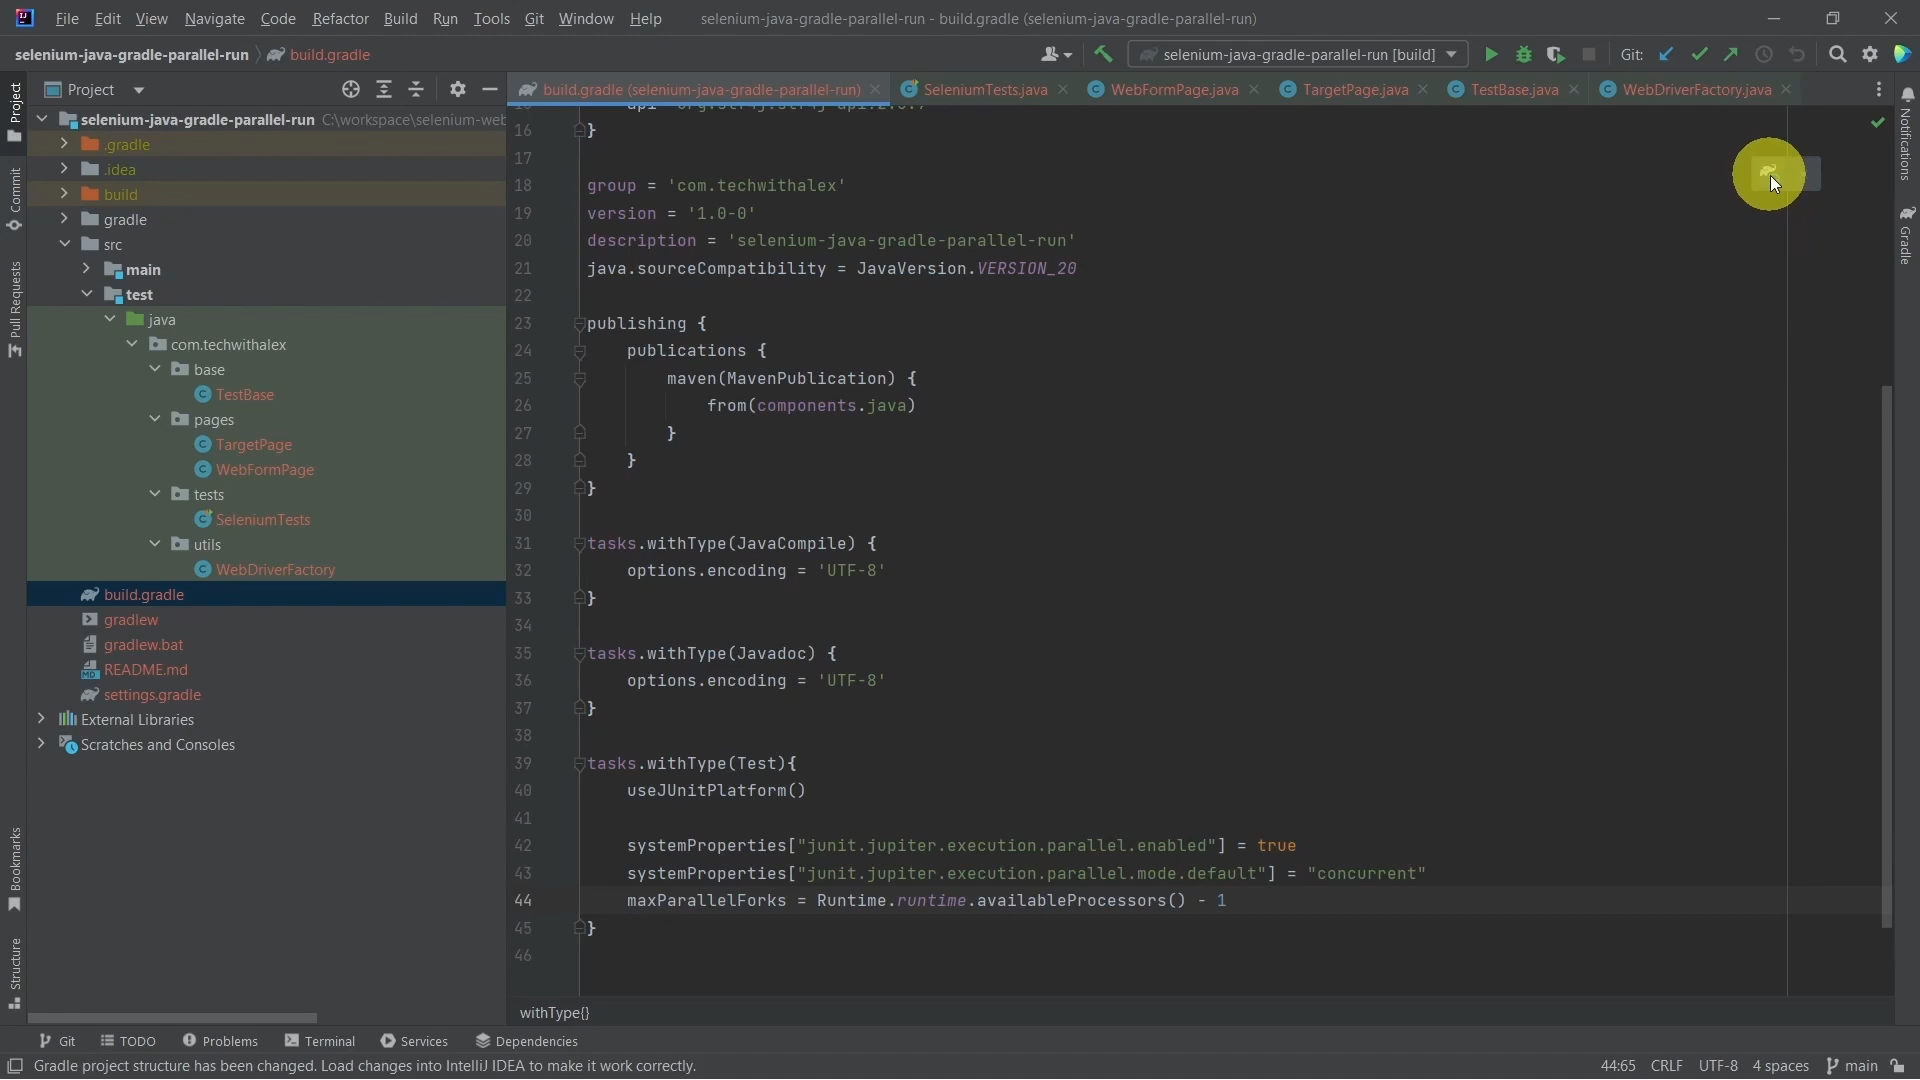 File Edit View Navigate Code Refactor Build Run Tools Git Window Help selenium-java-gradle-parallel-run - build.gradle (selenium-java-gradle-parallel-run)
selenium-java-gradle-parallel-run build.gradle selenium-java-gradle-parallel-run [build] Git:
Project
build.gradle (selenium-java-gradle-parallel-run) SeleniumTests.java WebFormPage.java TargetPage.java TestBase.java WebDriverFactory.java
selenium-java-gradle-parallel-run C:\workspace\selenium-web
.gradle
.idea
build
gradle
src
main
test
java
com.techwithalex
base
TestBase
pages
TargetPage
WebFormPage
tests
SeleniumTests
utils
WebDriverFactory
build.gradle
gradlew
gradlew.bat
README.md
settings.gradle
External Libraries
Scratches and Consoles
Project
Commit
Pull Requests
Bookmarks
Structure
16 }
17
18 group = 'com.techwithalex'
19 version = '1.0-0'
20 description = 'selenium-java-gradle-parallel-run'
21 java.sourceCompatibility = JavaVersion.VERSION_20
22
23 publishing {
24 publications {
25 maven(MavenPublication) {
26 from(components.java)
27 }
28 }
29 }
30
31 tasks.withType(JavaCompile) {
32 options.encoding = 'UTF-8'
33 }
34
35 tasks.withType(Javadoc) {
36 options.encoding = 'UTF-8'
37 }
38
39 tasks.withType(Test){
40 useJUnitPlatform()
41
42 systemProperties["junit.jupiter.execution.parallel.enabled"] = true
43 systemProperties["junit.jupiter.execution.parallel.mode.default"] = "concurrent"
44 maxParallelForks = Runtime.runtime.availableProcessors() - 1
45 }
46
withType{}
Notifications
Gradle
Git TODO Problems Terminal Services Dependencies
Gradle project structure has been changed. Load changes into IntelliJ IDEA to make it work correctly. 44:65 CRLF UTF-8 4 spaces main